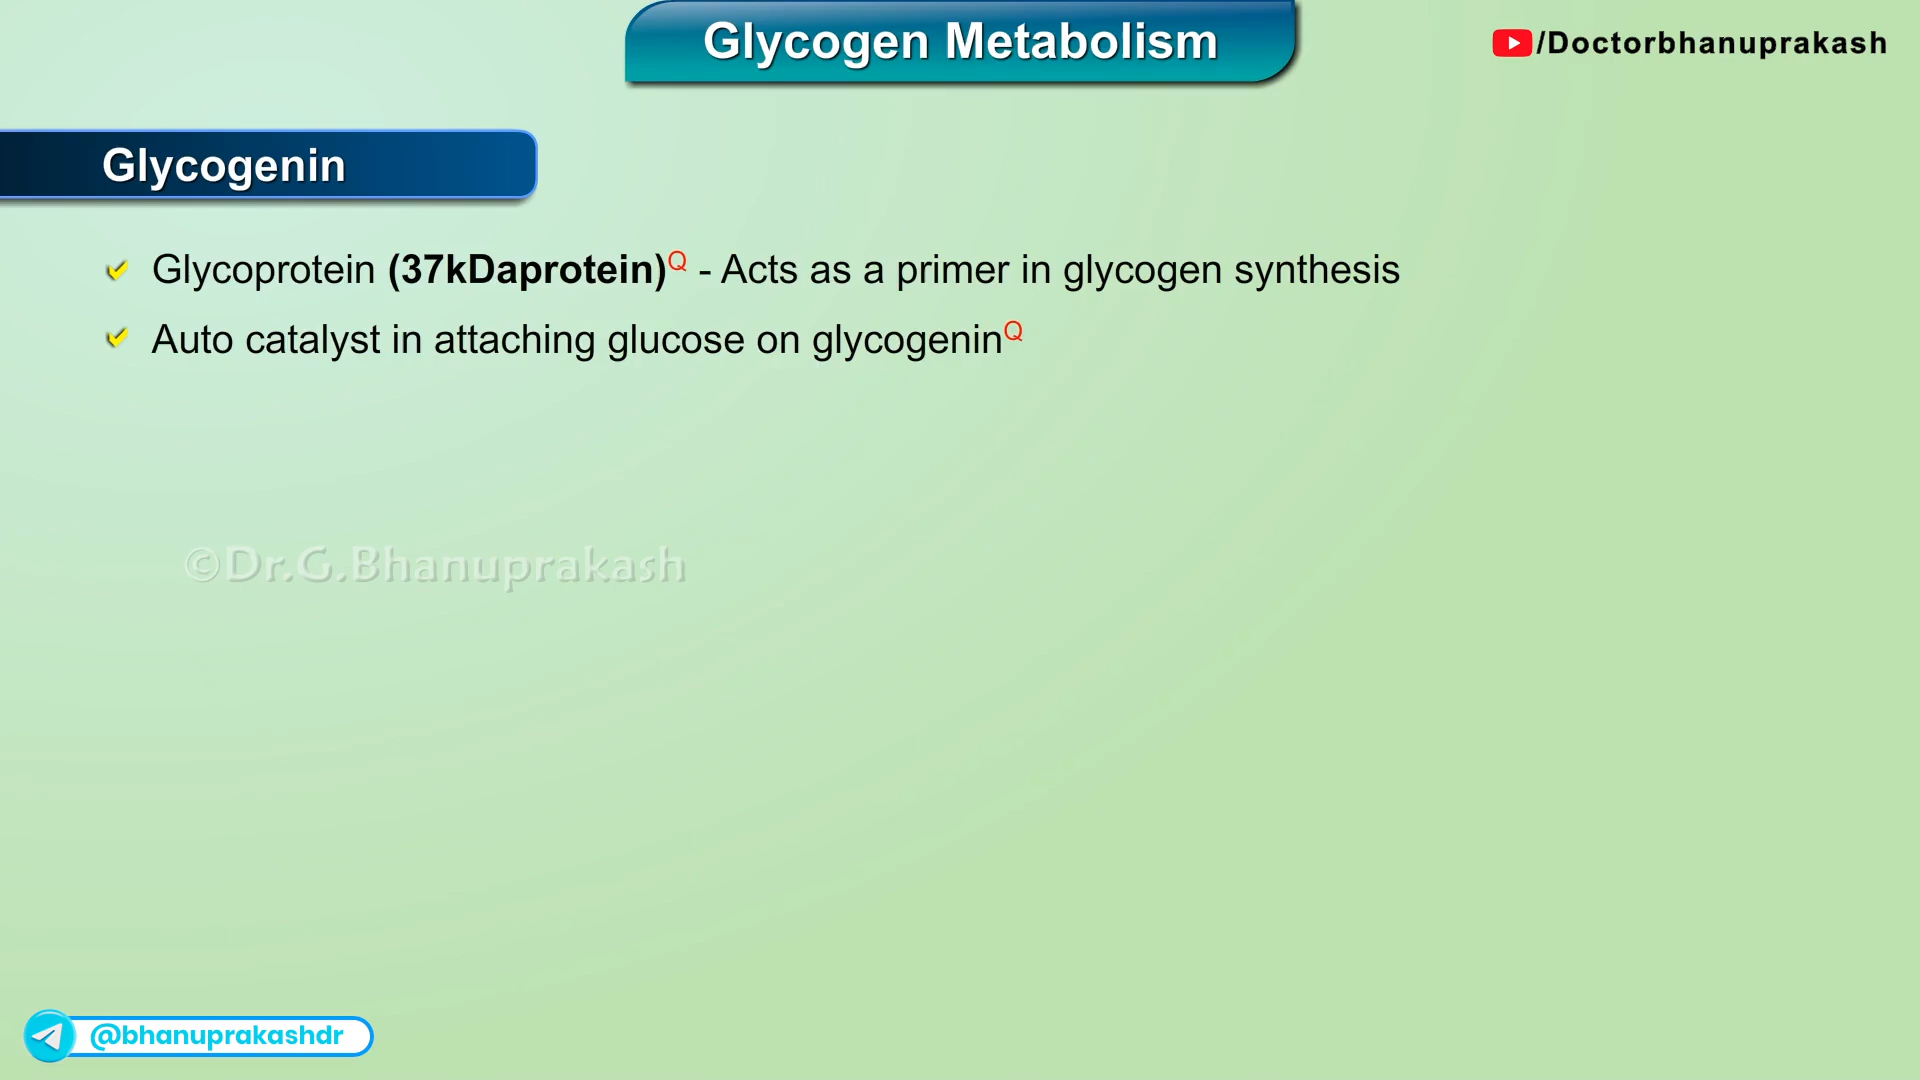 Glycogen Metabolism
/Doctorbhanuprakash
Glycogenin
Glycoprotein (37kDaprotein)Q - Acts as a primer in glycogen synthesis
Auto catalyst in attaching glucose on glycogeninQ
©Dr.G.Bhanuprakash
@bhanuprakashdr